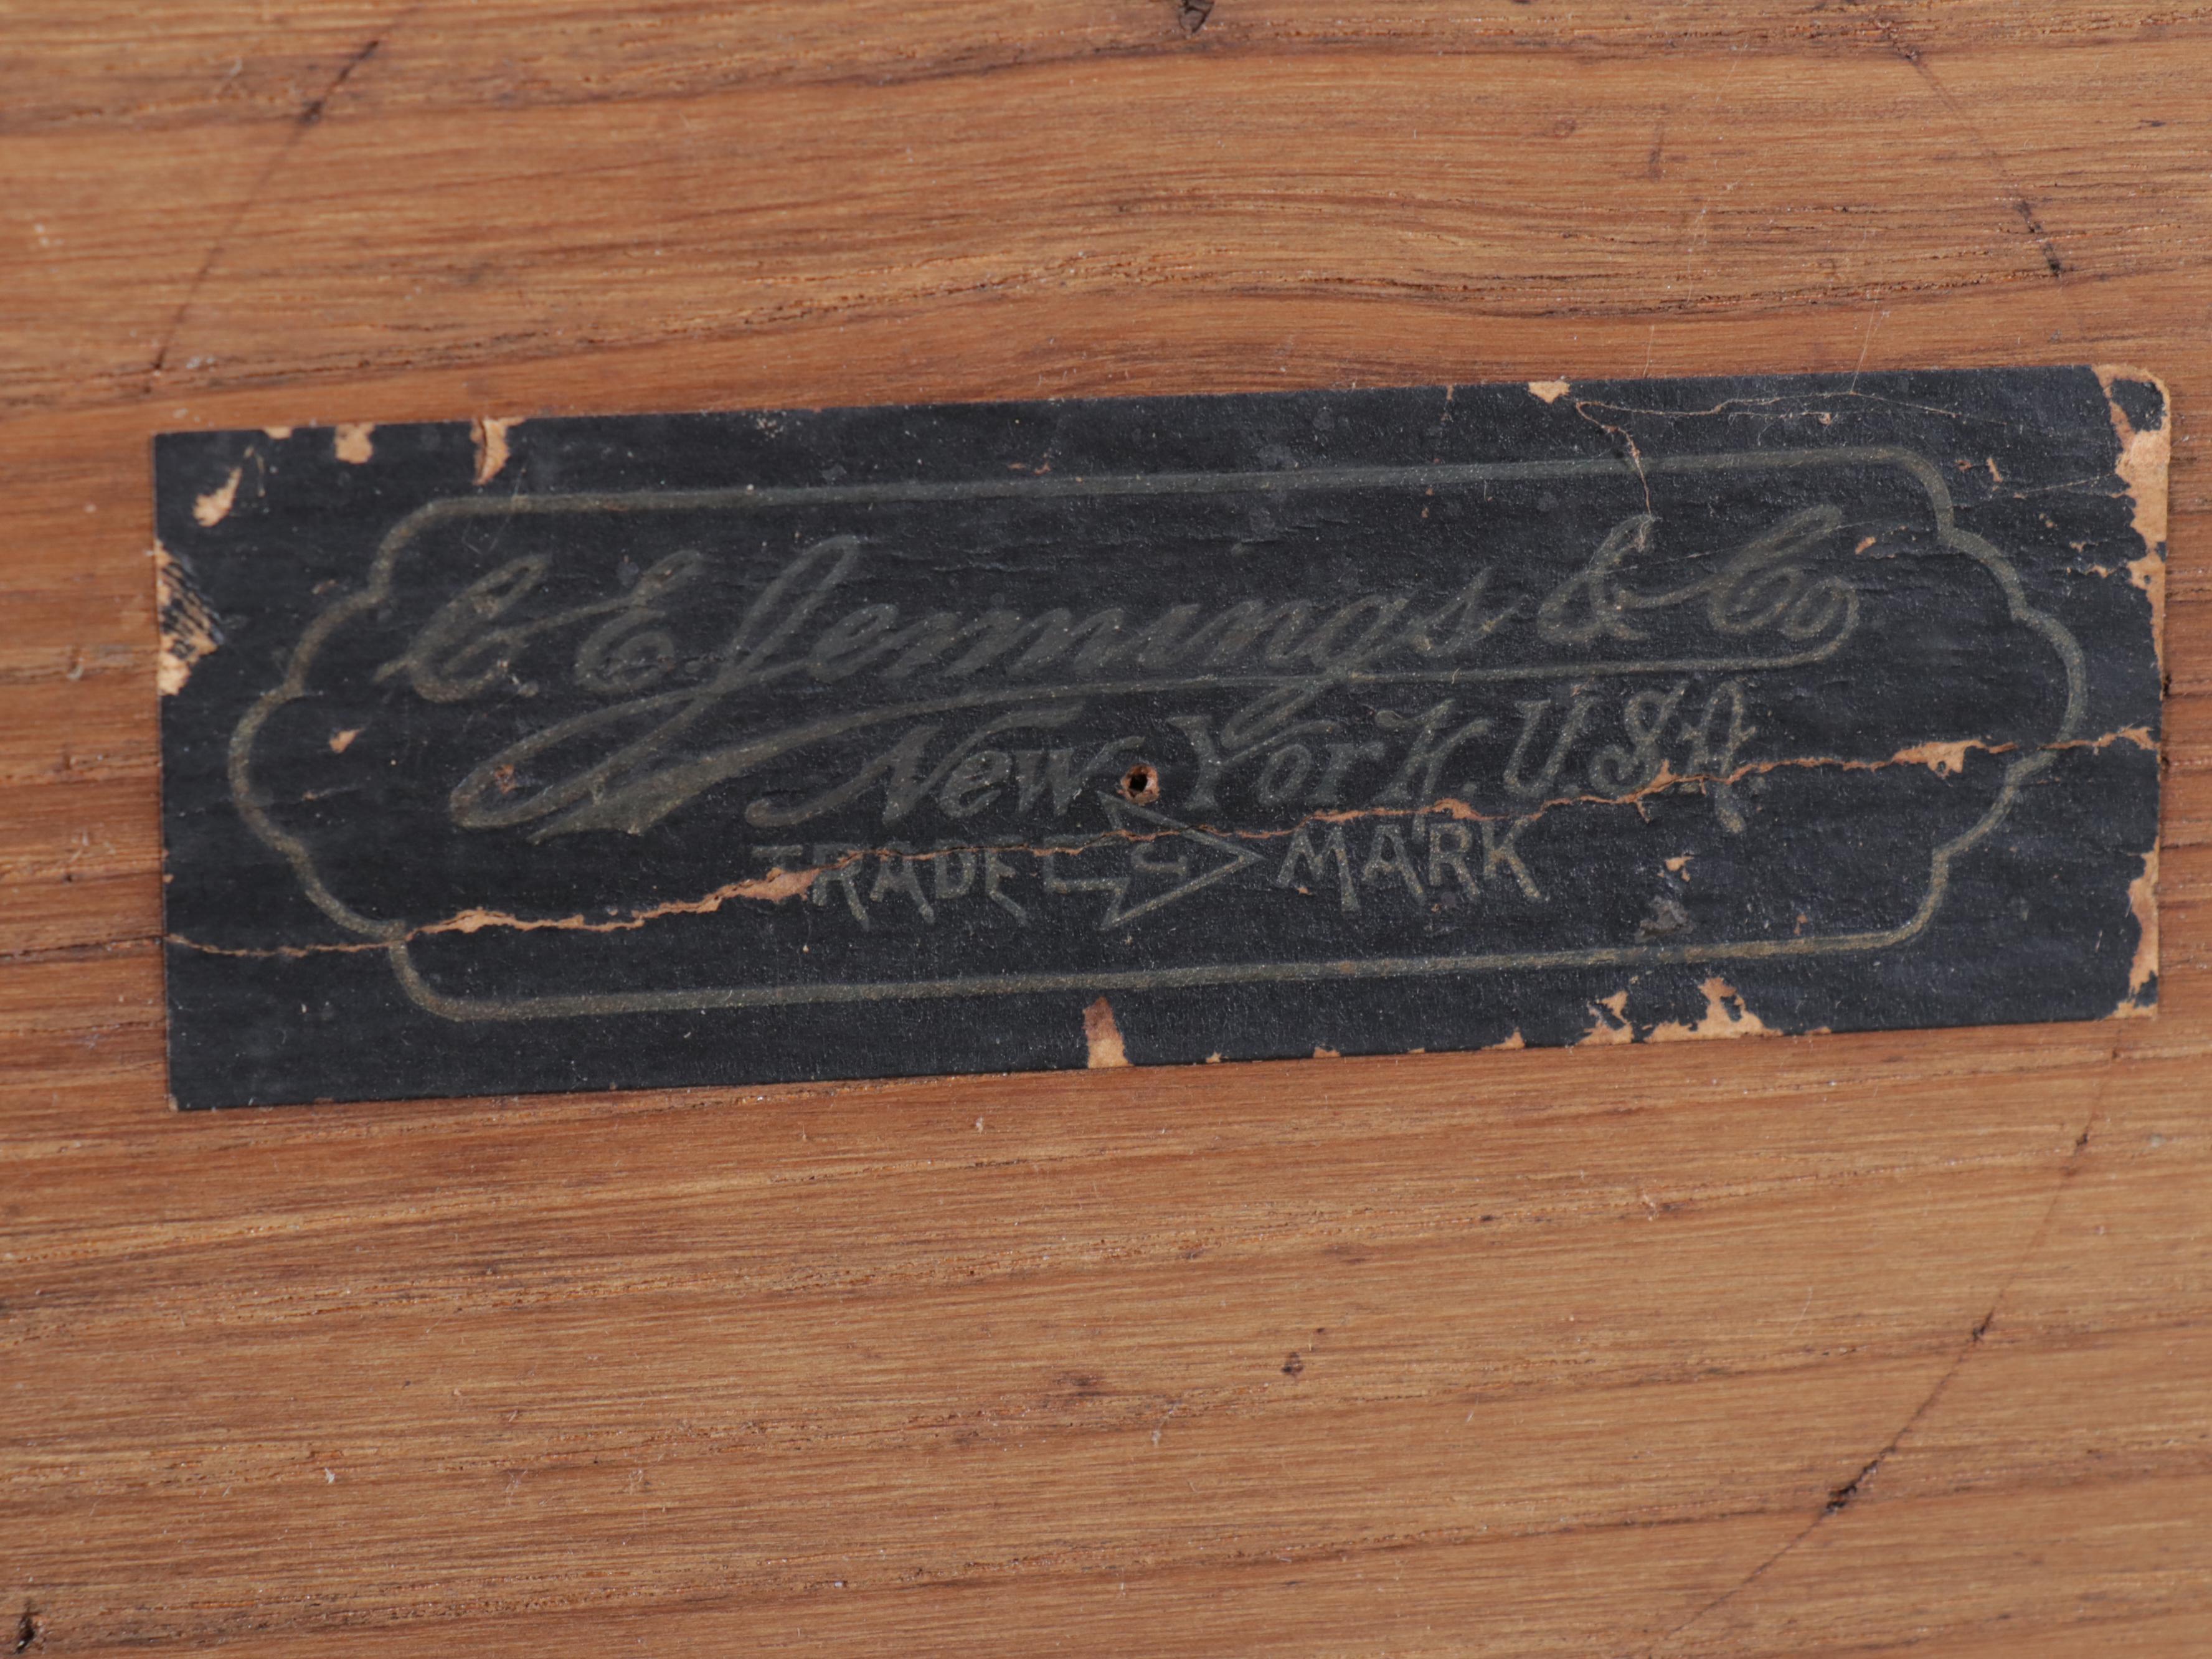 C. E. Jennings & Co
New York. U.S.A.
TRADE MARK